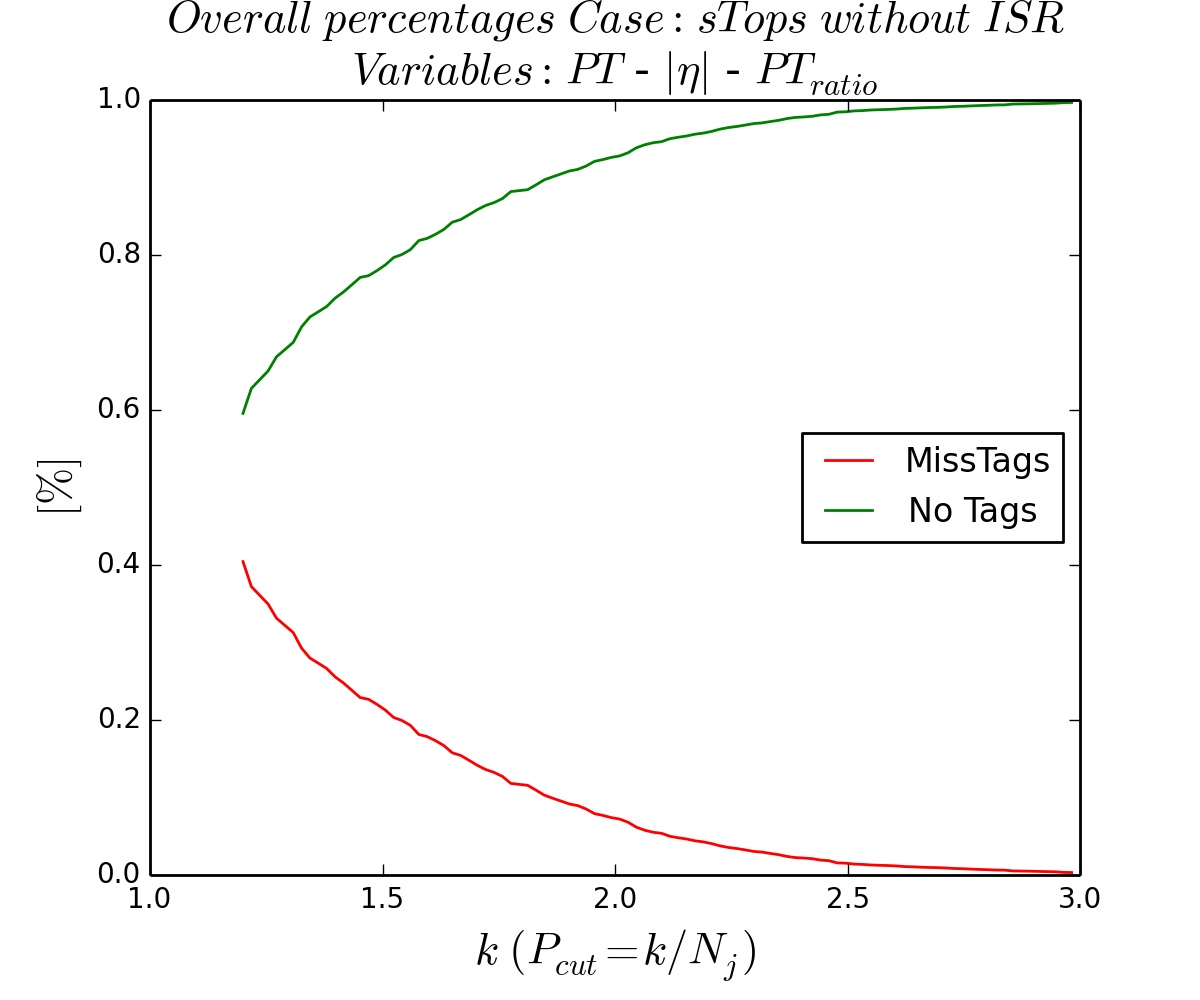 Overall percentages Case: sTops without ISR
Variables: PT - |η| - PT_ratio
1.0
0.8
0.6
0.4
0.2
0.0
[%]
MissTags
No Tags
1.0 1.5 2.0 2.5 3.0
k (P_cut = k/N_j)